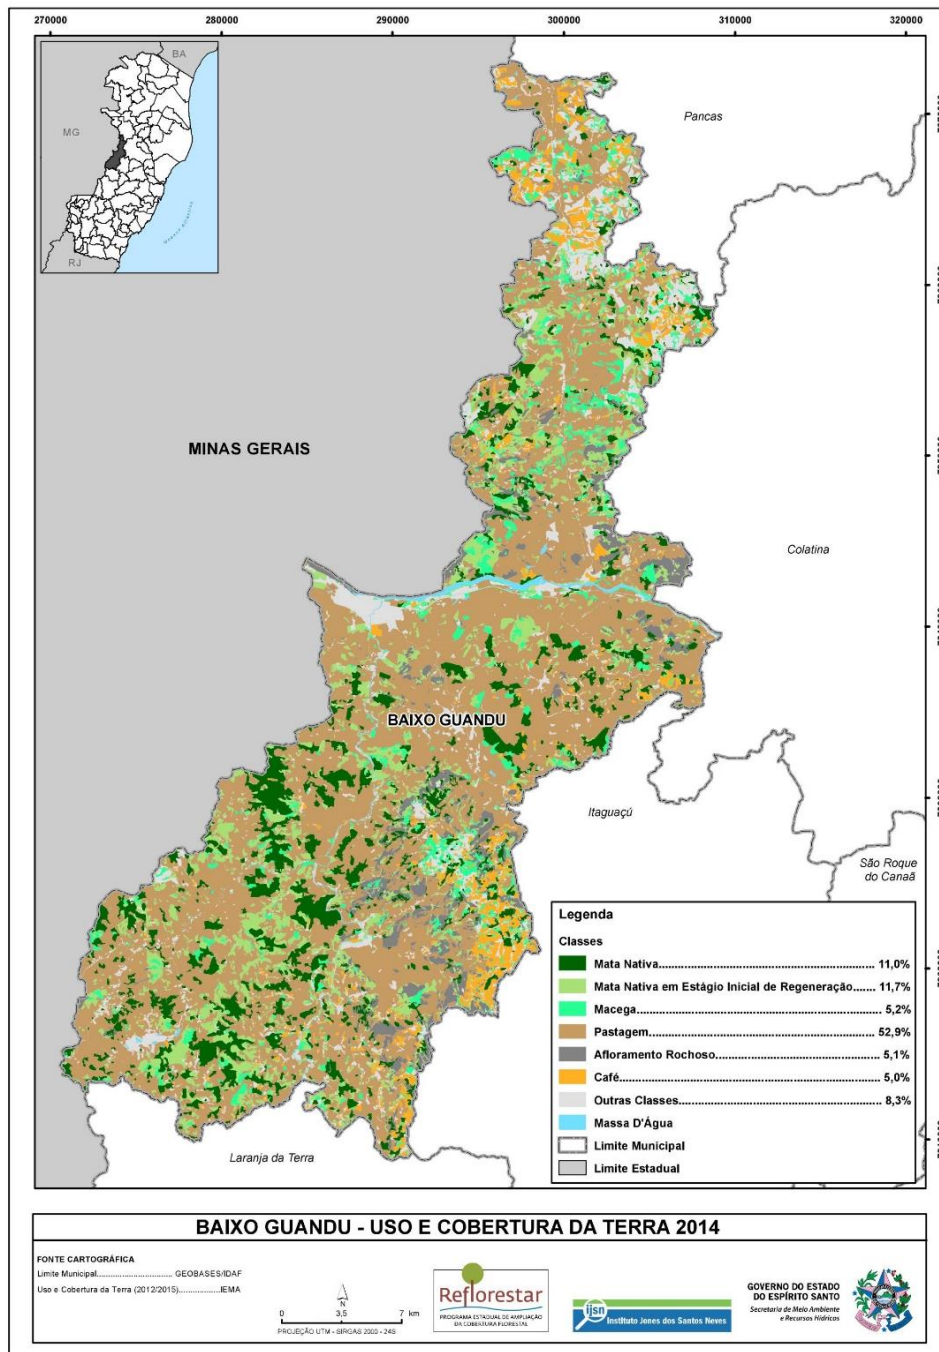 270000 280000 290000 300000 310000 320000
BA
MG
RJ
Pancas
MINAS GERAIS
Colatina
BAIXO GUANDU
Itaguaçú
São Roque
do Canaã
Laranja da Terra
Legenda
Classes
Mata Nativa........ 11,0%
Mata Nativa em Estágio Inicial de Regeneração....... 11,7%
Macega........ 5,2%
Pastagem........ 52,9%
Afloramento Rochoso........ 5,1%
Café........ 5,0%
Outras Classes........ 8,3%
Massa D'Água
Limite Municipal
Limite Estadual
BAIXO GUANDU - USO E COBERTURA DA TERRA 2014
FONTE CARTOGRÁFICA
Limite Municipal........ GEOBASES/IDAF
Uso e Cobertura da Terra (2012/2015)........IEMA
N
0 3,5 7 km
PROJEÇÃO UTM - SIRGAS 2000 - 24S
Reflorestar
PROGRAMA ESTADUAL DE AMPLIAÇÃO
DA COBERTURA FLORESTAL
ijsn
Instituto Jones dos Santos Neves
GOVERNO DO ESTADO
DO ESPÍRITO SANTO
Secretaria de Meio Ambiente
e Recursos Hídricos